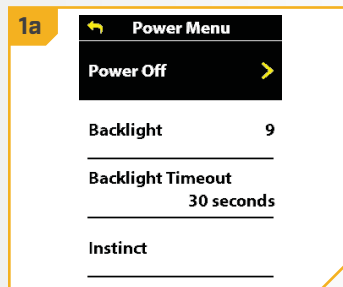 1a
Power Menu
Power Off
Backlight 9
Backlight Timeout
30 seconds
Instinct